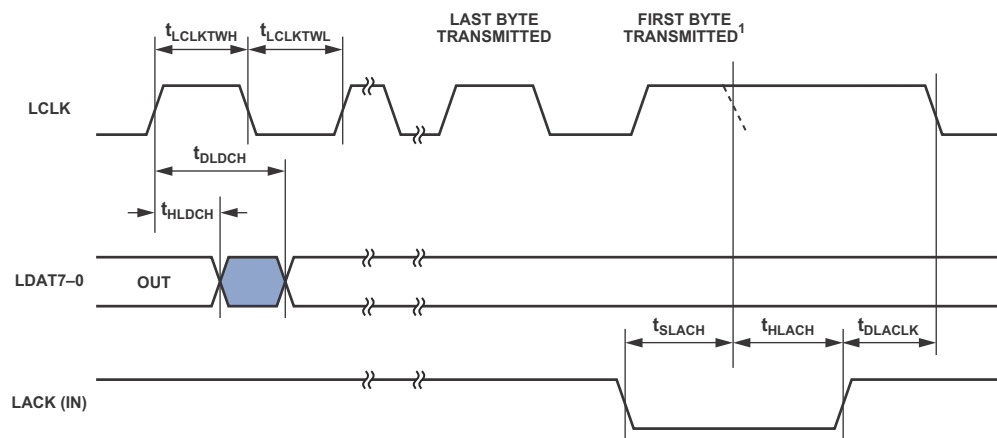 LAST BYTE
TRANSMITTED
FIRST BYTE
TRANSMITTED1
tLCLKTWH
tLCLKTWL
LCLK
tDLDCH
tHLDCH
LDAT7–0
OUT
tSLACH
tHLACH
tDLACLK
LACK (IN)